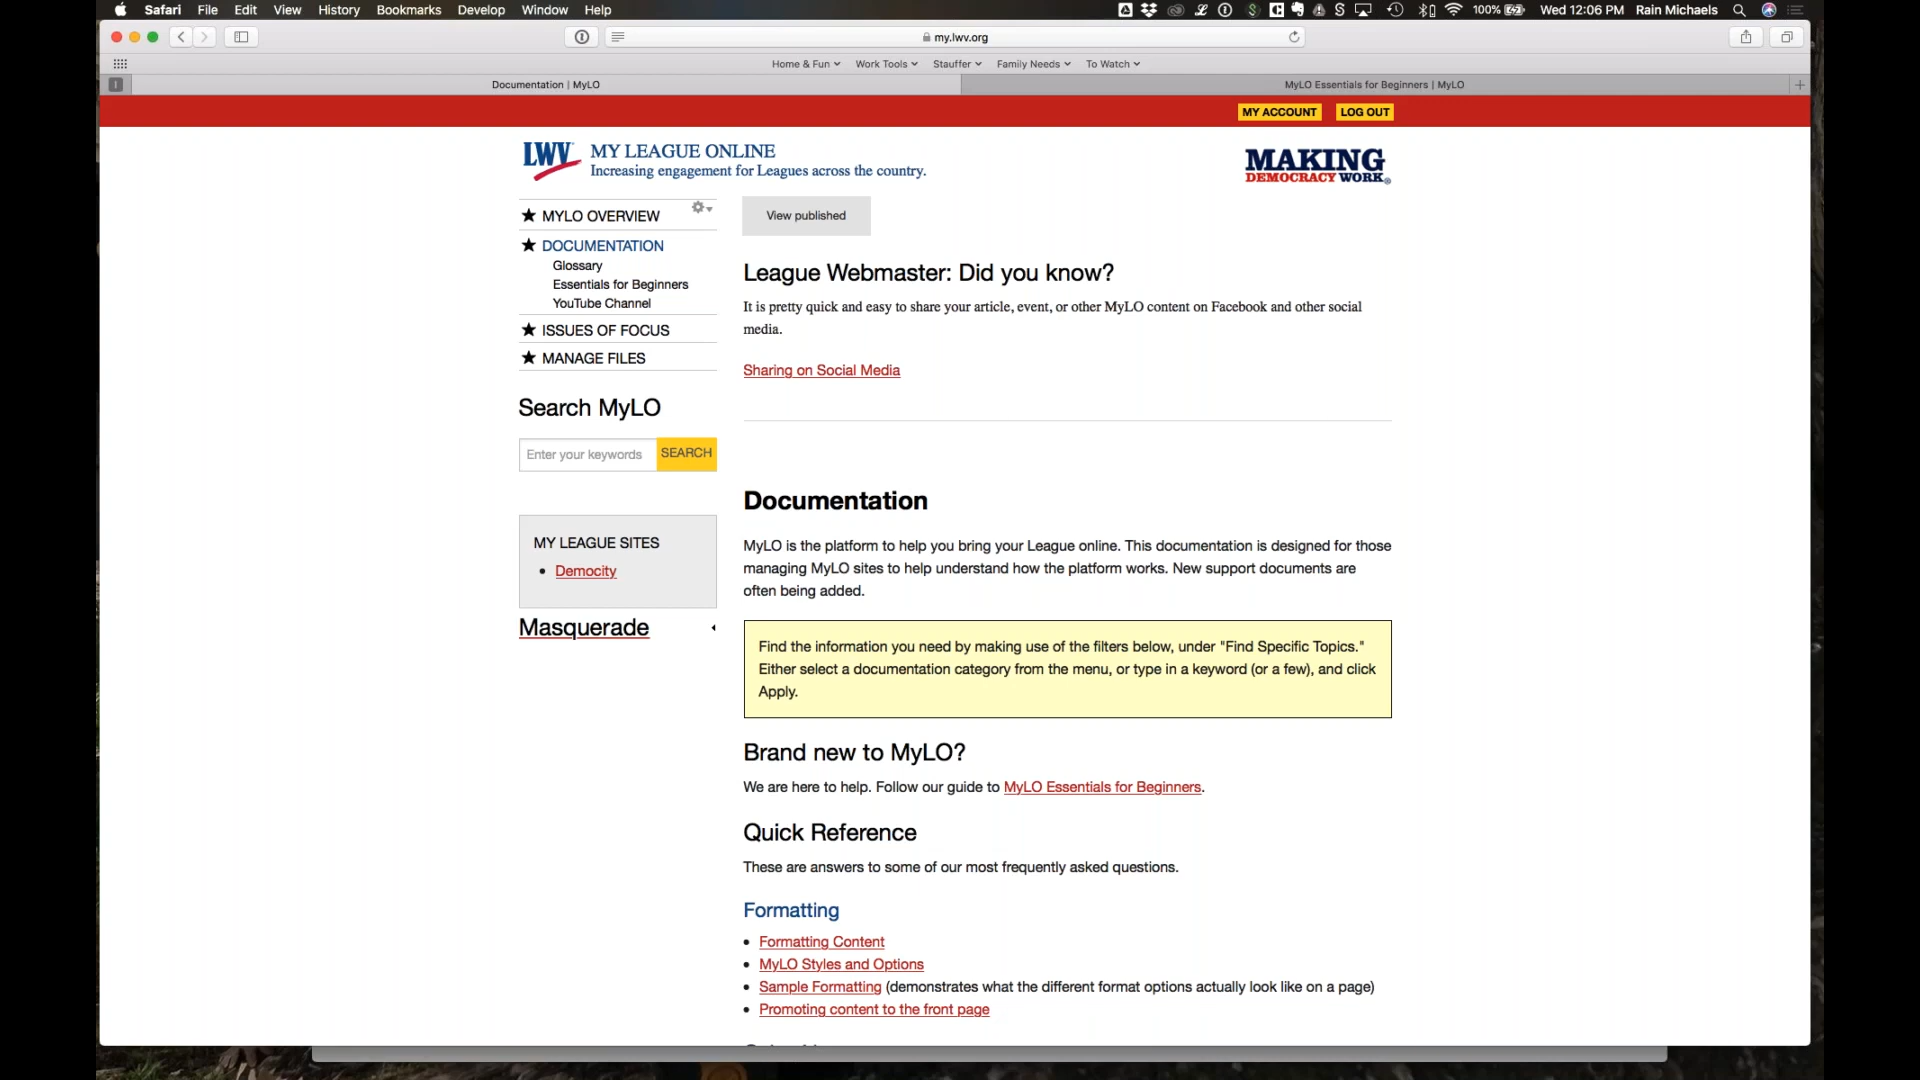 Safari File Edit View History Bookmarks Develop Window Help 100% Wed 12:06 PM Rain Michaels
my.lwv.org
Home & Fun Work Tools Stauffer Family Needs To Watch
Documentation | MyLO MyLO Essentials for Beginners | MyLO
MY ACCOUNT LOG OUT
LWV MY LEAGUE ONLINE
Increasing engagement for Leagues across the country.
MAKING
DEMOCRACY WORK®
MYLO OVERVIEW
DOCUMENTATION
Glossary
Essentials for Beginners
YouTube Channel
ISSUES OF FOCUS
MANAGE FILES
Search MyLO
Enter your keywords SEARCH
MY LEAGUE SITES
Democity
Masquerade
View published
League Webmaster: Did you know?
It is pretty quick and easy to share your article, event, or other MyLO content on Facebook and other social
media.
Sharing on Social Media
Documentation
MyLO is the platform to help you bring your League online. This documentation is designed for those
managing MyLO sites to help understand how the platform works. New support documents are
often being added.
Find the information you need by making use of the filters below, under "Find Specific Topics."
Either select a documentation category from the menu, or type in a keyword (or a few), and click
Apply.
Brand new to MyLO?
We are here to help. Follow our guide to MyLO Essentials for Beginners.
Quick Reference
These are answers to some of our most frequently asked questions.
Formatting
Formatting Content
MyLO Styles and Options
Sample Formatting (demonstrates what the different format options actually look like on a page)
Promoting content to the front page